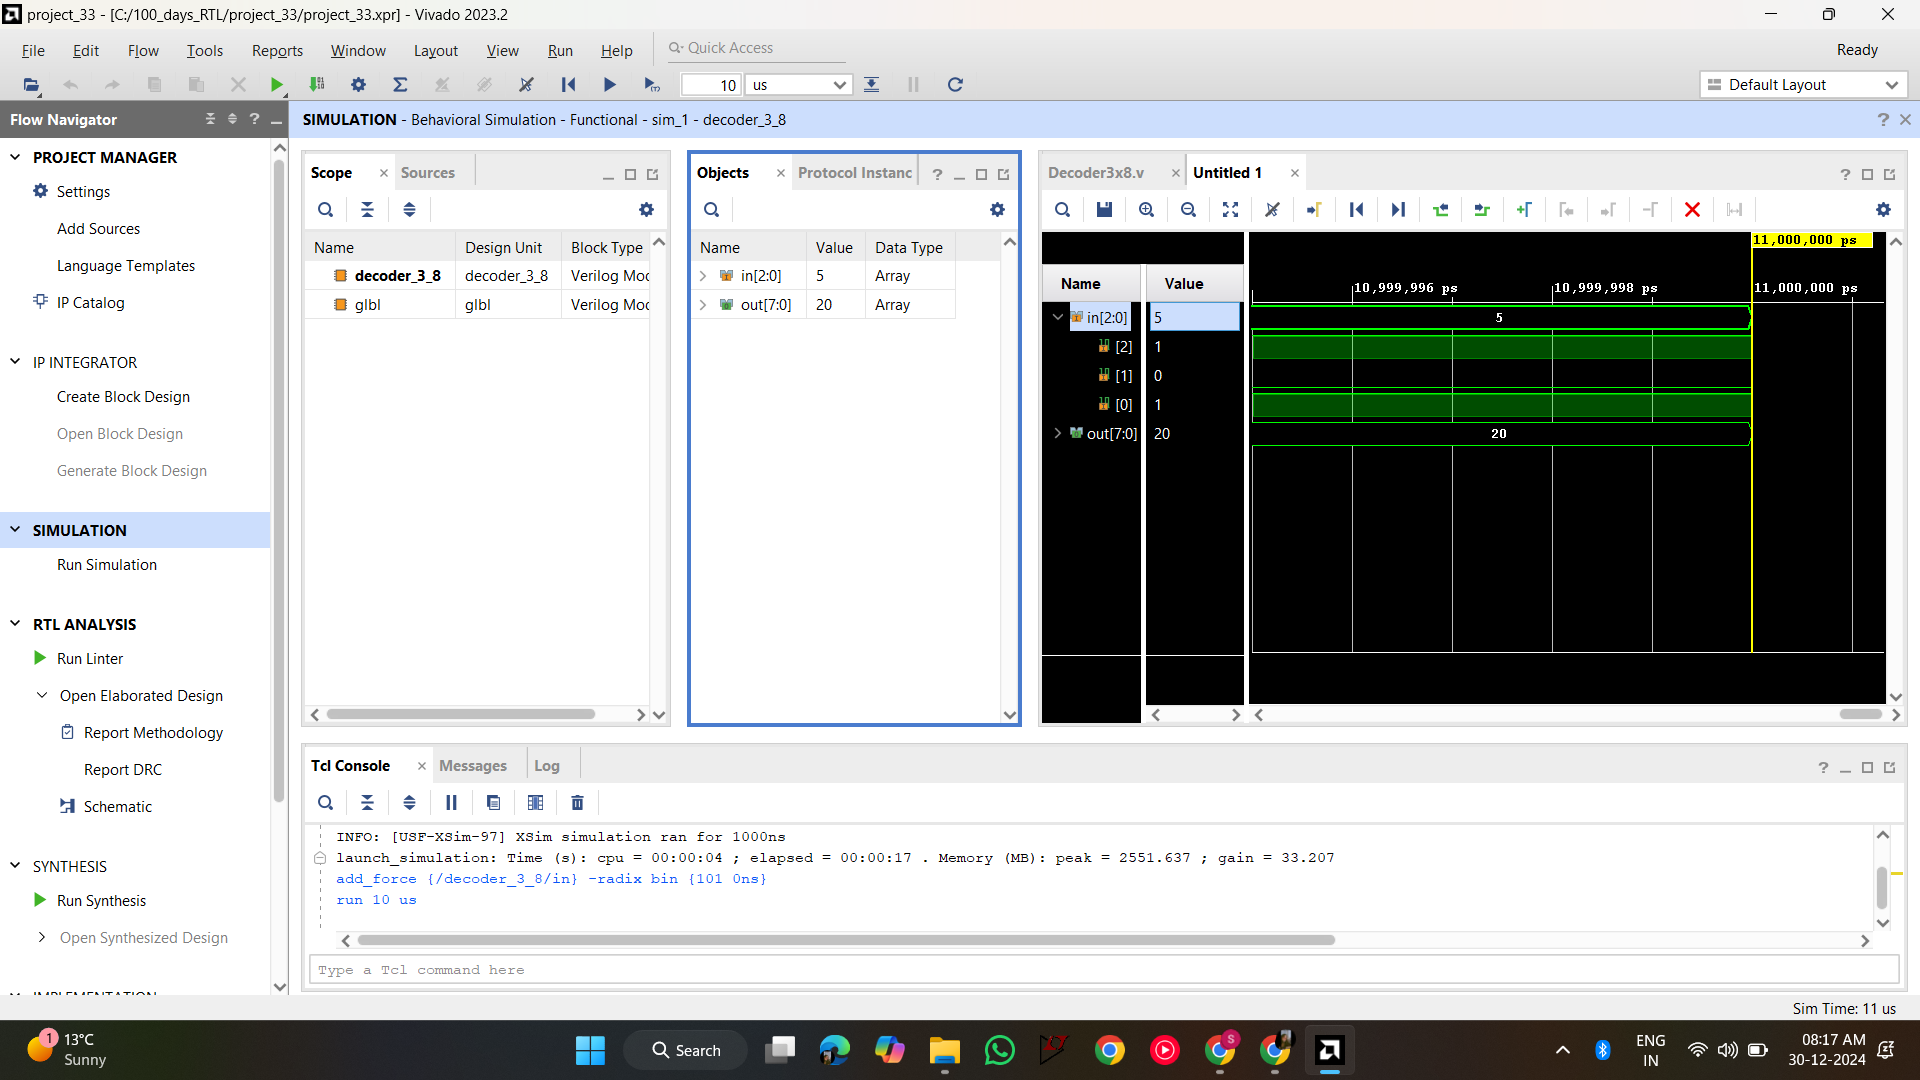 project_33 - [C:/100_days_RTL/project_33/project_33.xpr] - Vivado 2023.2
File Edit Flow Tools Reports Window Layout View Run Help Quick Access Ready
10 us Default Layout
Flow Navigator
SIMULATION - Behavioral Simulation - Functional - sim_1 - decoder_3_8
PROJECT MANAGER
Settings
Add Sources
Language Templates
IP Catalog
IP INTEGRATOR
Create Block Design
Open Block Design
Generate Block Design
SIMULATION
Run Simulation
RTL ANALYSIS
Run Linter
Open Elaborated Design
Report Methodology
Report DRC
Schematic
SYNTHESIS
Run Synthesis
Open Synthesized Design
IMPLEMENTATION
Scope Sources
Name Design Unit Block Type
decoder_3_8 decoder_3_8 Verilog Moc
glbl glbl Verilog Moc
Objects Protocol Instanc
Name Value Data Type
in[2:0] 5 Array
out[7:0] 20 Array
Decoder3x8.v Untitled 1
11,000,000 ps
Name Value 10,999,996 ps 10,999,998 ps 11,000,000 ps
in[2:0] 5 5
[2] 1
[1] 0
[0] 1
out[7:0] 20 20
Tcl Console Messages Log
INFO: [USF-XSim-97] XSim simulation ran for 1000ns
launch_simulation: Time (s): cpu = 00:00:04 ; elapsed = 00:00:17 . Memory (MB): peak = 2551.637 ; gain = 33.207
add_force {/decoder_3_8/in} -radix bin {101 0ns}
run 10 us
Type a Tcl command here
Sim Time: 11 us
1
13°C
Sunny
Search
S
ENG
IN
08:17 AM
30-12-2024